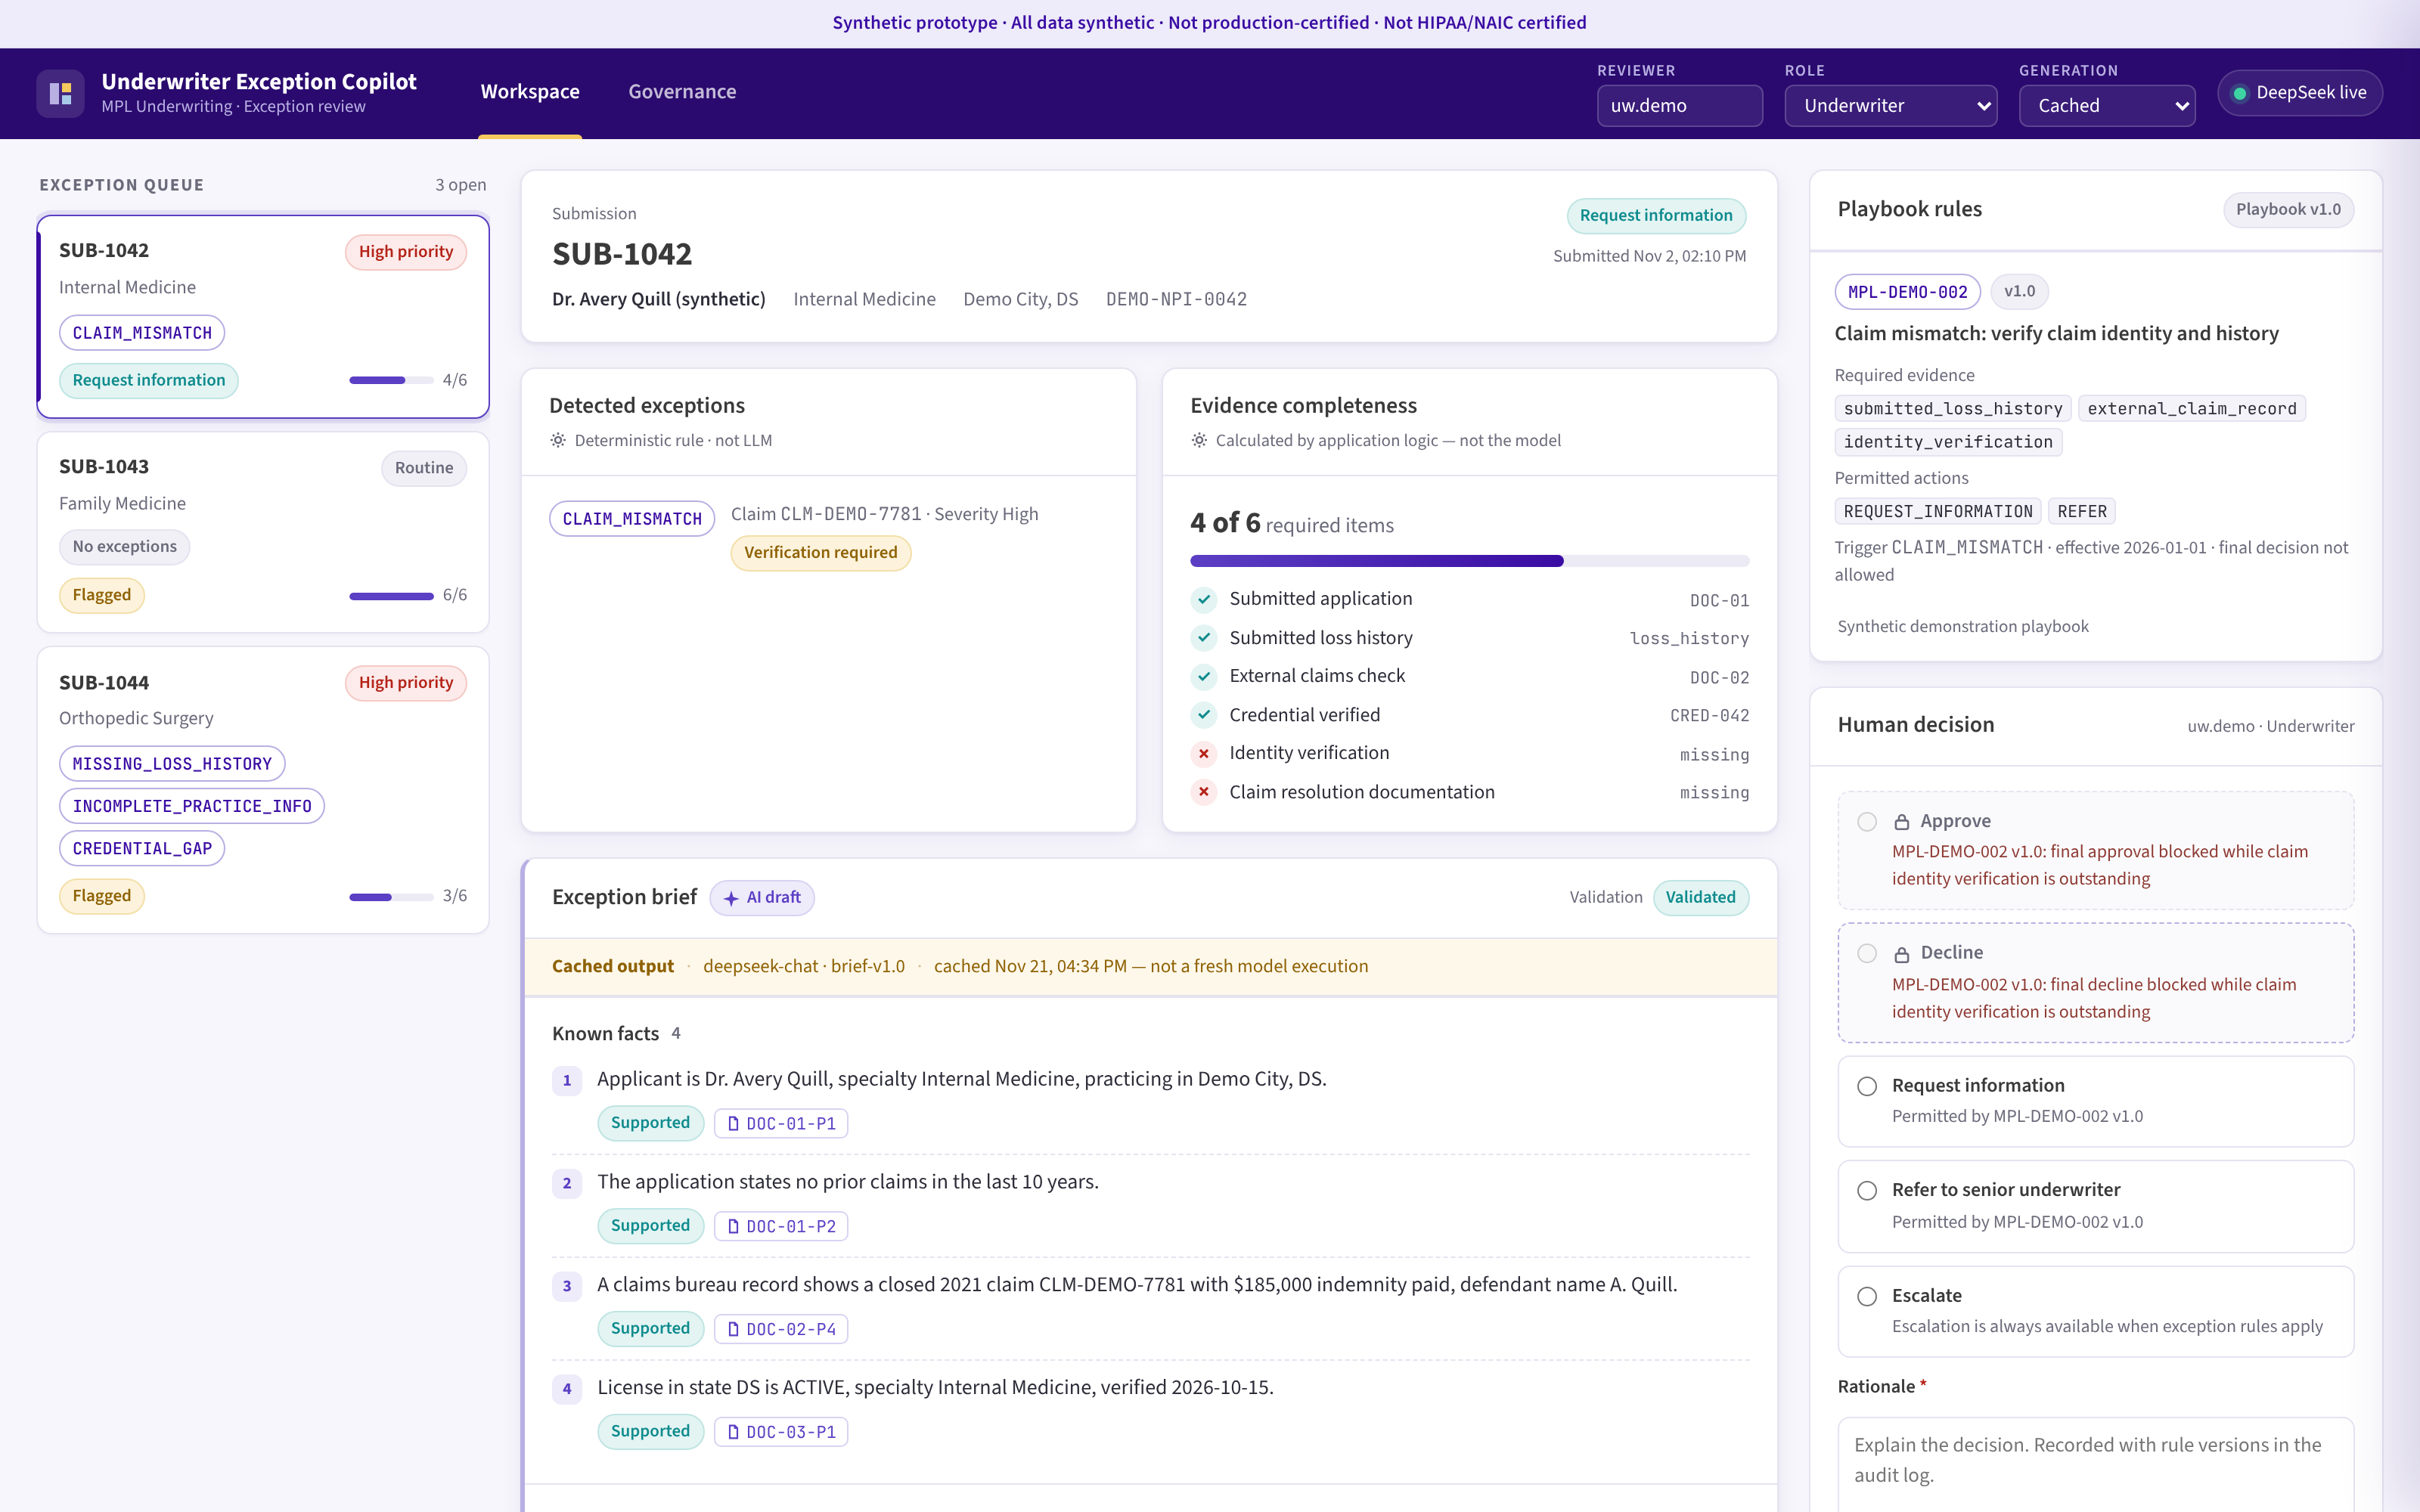 Synthetic prototype · All data synthetic · Not production-certified · Not HIPAA/NAIC certified
Underwriter Exception Copilot
MPL Underwriting · Exception review
Workspace
Governance
REVIEWER
uw.demo
ROLE
Underwriter
GENERATION
Cached
DeepSeek live
EXCEPTION QUEUE
3 open
SUB-1042
High priority
Internal Medicine
CLAIM_MISMATCH
Request information
4/6
SUB-1043
Routine
Family Medicine
No exceptions
Flagged
6/6
SUB-1044
High priority
Orthopedic Surgery
MISSING_LOSS_HISTORY
INCOMPLETE_PRACTICE_INFO
CREDENTIAL_GAP
Flagged
3/6
Submission
Request information
SUB-1042
Submitted Nov 2, 02:10 PM
Dr. Avery Quill (synthetic) Internal Medicine Demo City, DS DEMO-NPI-0042
Detected exceptions
Deterministic rule · not LLM
CLAIM_MISMATCH
Claim CLM-DEMO-7781 · Severity High
Verification required
Evidence completeness
Calculated by application logic — not the model
4 of 6 required items
Submitted application DOC-01
Submitted loss history loss_history
External claims check DOC-02
Credential verified CRED-042
Identity verification missing
Claim resolution documentation missing
Exception brief
AI draft
Validation Validated
Cached output · deepseek-chat · brief-v1.0 · cached Nov 21, 04:34 PM — not a fresh model execution
Known facts 4
1 Applicant is Dr. Avery Quill, specialty Internal Medicine, practicing in Demo City, DS.
Supported DOC-01-P1
2 The application states no prior claims in the last 10 years.
Supported DOC-01-P2
3 A claims bureau record shows a closed 2021 claim CLM-DEMO-7781 with $185,000 indemnity paid, defendant name A. Quill.
Supported DOC-02-P4
4 License in state DS is ACTIVE, specialty Internal Medicine, verified 2026-10-15.
Supported DOC-03-P1
Playbook rules
Playbook v1.0
MPL-DEMO-002 v1.0
Claim mismatch: verify claim identity and history
Required evidence
submitted_loss_history external_claim_record
identity_verification
Permitted actions
REQUEST_INFORMATION REFER
Trigger CLAIM_MISMATCH · effective 2026-01-01 · final decision not
allowed
Synthetic demonstration playbook
Human decision
uw.demo · Underwriter
Approve
MPL-DEMO-002 v1.0: final approval blocked while claim
identity verification is outstanding
Decline
MPL-DEMO-002 v1.0: final decline blocked while claim
identity verification is outstanding
Request information
Permitted by MPL-DEMO-002 v1.0
Refer to senior underwriter
Permitted by MPL-DEMO-002 v1.0
Escalate
Escalation is always available when exception rules apply
Rationale *
Explain the decision. Recorded with rule versions in the
audit log.